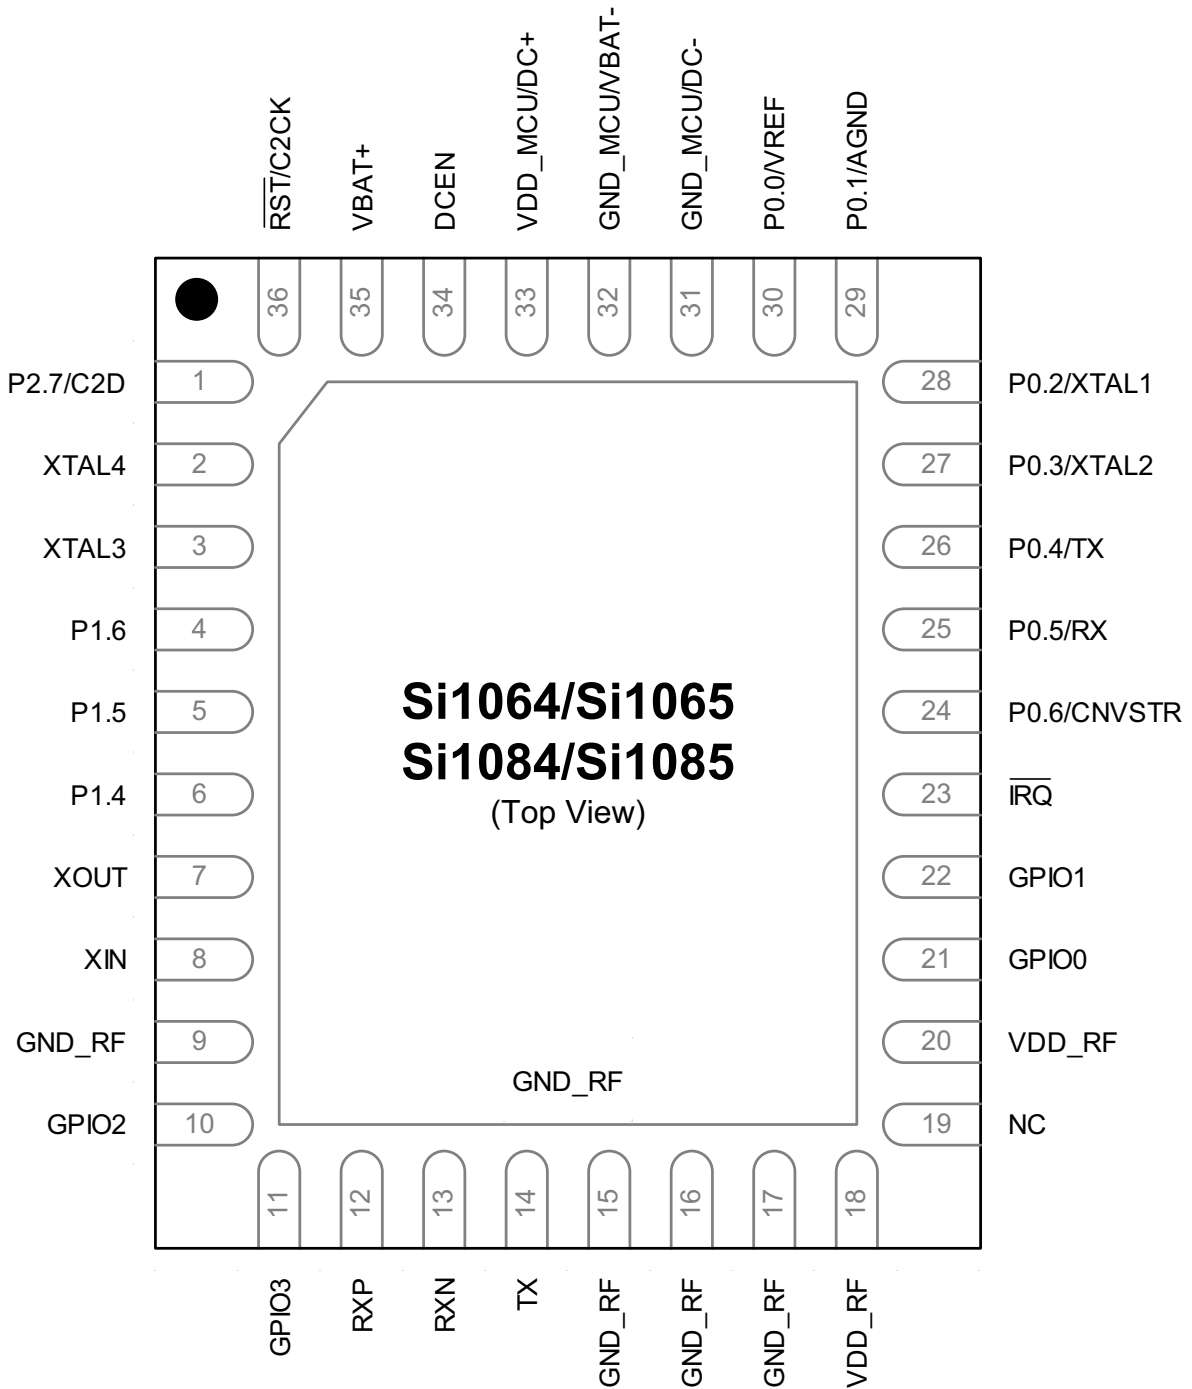 RST/C2CK
VBAT+
DCEN
VDD_MCU/DC+
GND_MCU/VBAT-
GND_MCU/DC-
P0.0/VREF
P0.1/AGND
36
35
34
33
32
31
30
29
P2.7/C2D 1
28 P0.2/XTAL1
XTAL4 2
27 P0.3/XTAL2
XTAL3 3
26 P0.4/TX
P1.6 4
25 P0.5/RX
Si1064/Si1065
P1.5 5
24 P0.6/CNVSTR
Si1084/Si1085
P1.4 6
23 IRQ
(Top View)
XOUT 7
22 GPIO1
XIN 8
21 GPIO0
GND_RF 9
20 VDD_RF
GND_RF
GPIO2 10
19 NC
11
12
13
14
15
16
17
18
GPIO3
RXP
RXN
TX
GND_RF
GND_RF
GND_RF
VDD_RF